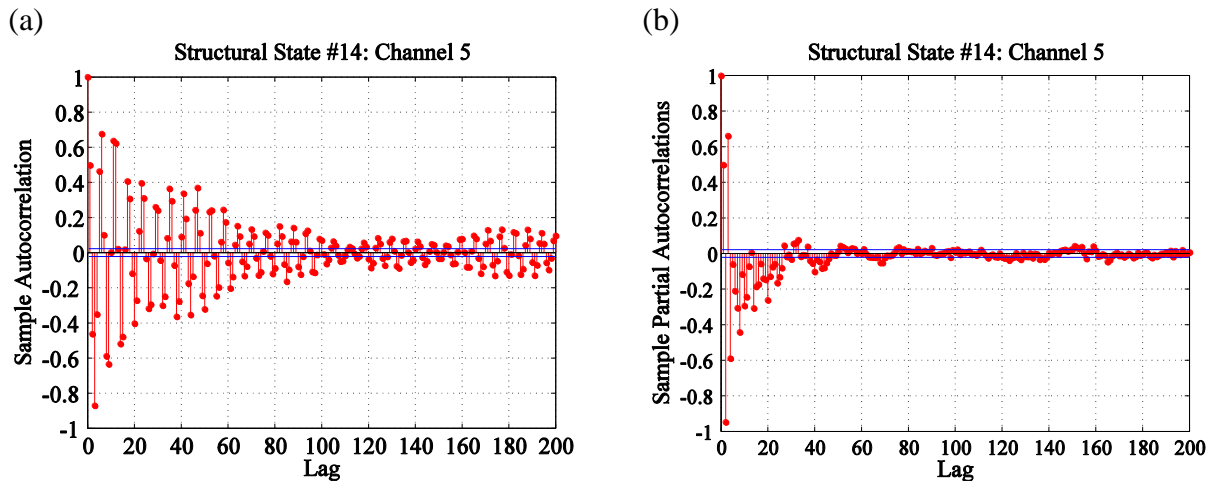 (a)
Structural State #14: Channel 5
Sample Autocorrelation
1
0.8
0.6
0.4
0.2
0
-0.2
-0.4
-0.6
-0.8
-1
0 20 40 60 80 100 120 140 160 180 200
Lag
(b)
Structural State #14: Channel 5
Sample Partial Autocorrelations
1
0.8
0.6
0.4
0.2
0
-0.2
-0.4
-0.6
-0.8
-1
0 20 40 60 80 100 120 140 160 180 200
Lag